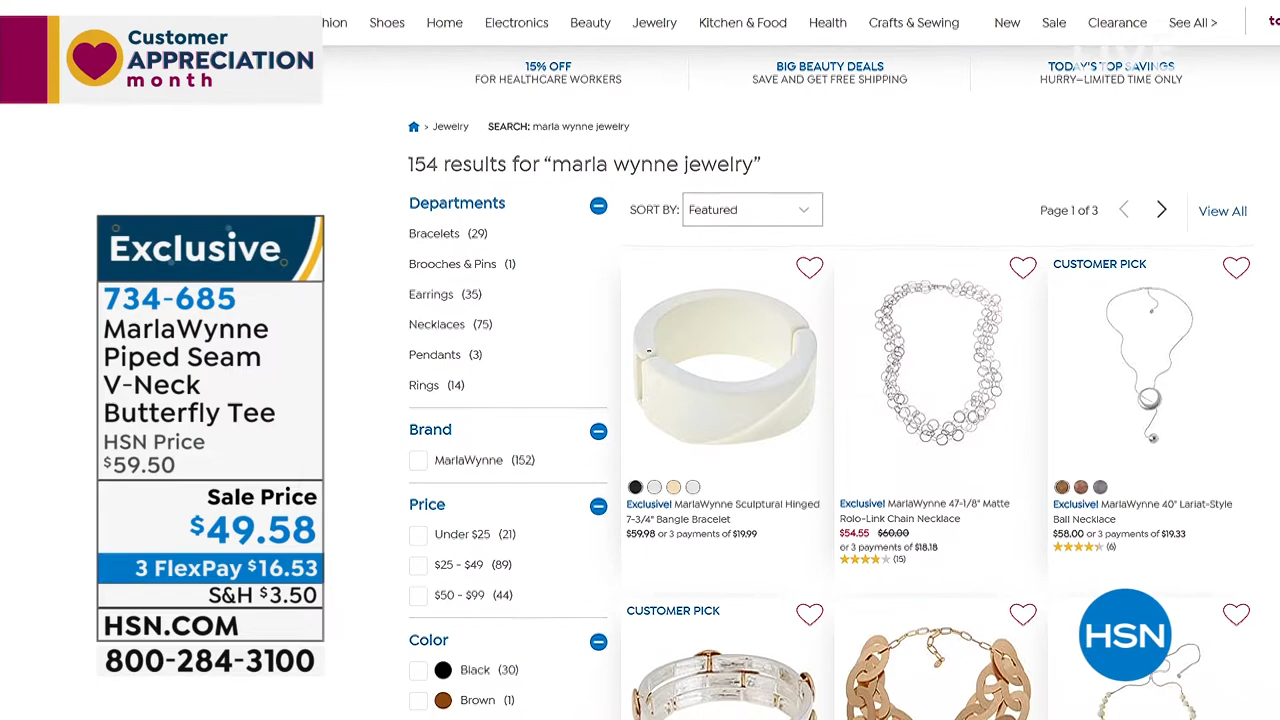 Customer
APPRECIATION
month
hion Shoes Home Electronics Beauty Jewelry Kitchen & Food Health Crafts & Sewing New Sale Clearance See All >
LIVE
15% OFF
FOR HEALTHCARE WORKERS
BIG BEAUTY DEALS
SAVE AND GET FREE SHIPPING
TODAY'S TOP SAVINGS
HURRY–LIMITED TIME ONLY
> Jewelry SEARCH: marla wynne jewelry
154 results for “marla wynne jewelry”
Exclusive
734-685
MarlaWynne
Piped Seam
V-Neck
Butterfly Tee
HSN Price
$59.50
Sale Price
$49.58
3 FlexPay $16.53
S&H $3.50
HSN.COM
800-284-3100
Departments
Bracelets (29)
Brooches & Pins (1)
Earrings (35)
Necklaces (75)
Pendants (3)
Rings (14)
Brand
MarlaWynne (152)
Price
Under $25 (21)
$25 - $49 (89)
$50 - $99 (44)
Color
Black (30)
Brown (1)
SORT BY: Featured
Page 1 of 3
View All
Exclusive! MarlaWynne Sculptural Hinged
7-3/4" Bangle Bracelet
$59.98 or 3 payments of $19.99
Exclusive! MarlaWynne 47-1/8" Matte
Rolo-Link Chain Necklace
$54.55 $60.00
or 3 payments of $18.18
(15)
CUSTOMER PICK
Exclusive! MarlaWynne 40" Lariat-Style
Ball Necklace
$58.00 or 3 payments of $19.33
(6)
CUSTOMER PICK
HSN